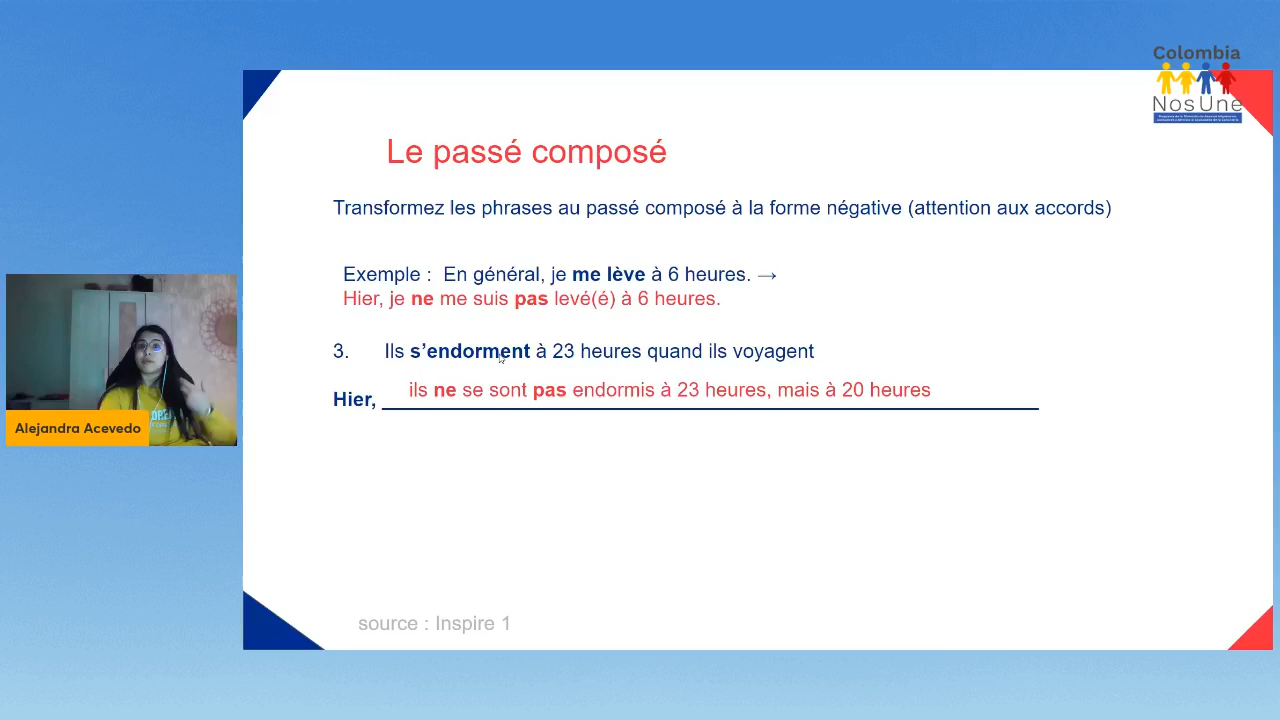 Colombia
NosUne
Le passé composé
Transformez les phrases au passé composé à la forme négative (attention aux accords)
Exemple : En général, je me lève à 6 heures. →
Hier, je ne me suis pas levé(é) à 6 heures.
3. Ils s’endorment à 23 heures quand ils voyagent
ils ne se sont pas endormis à 23 heures, mais à 20 heures
Hier,
Alejandra Acevedo
source : Inspire 1